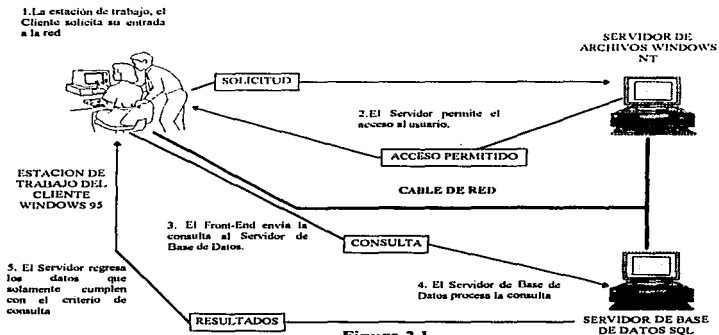 1.La estación de trabajo, el
Cliente solicita su entrada
a la red
SERVIDOR DE
ARCHIVOS WINDOWS
NT
SOLICITUD
2.El Servidor permite el
acceso al usuario.
ACCESO PERMITIDO
ESTACION DE
TRABAJO DEL
CLIENTE
WINDOWS 95
CABLE DE RED
3. El Front-End envia la
consulta al Servidor de
Base de Datos.
CONSULTA
5. El Servidor regresa
los datos que
solamente cumplen
con el criterio de
consulta
4. El Servidor de Base de
Datos procesa la consulta
RESULTADOS
SERVIDOR DE BASE
DE DATOS SQL
Figura 2.1